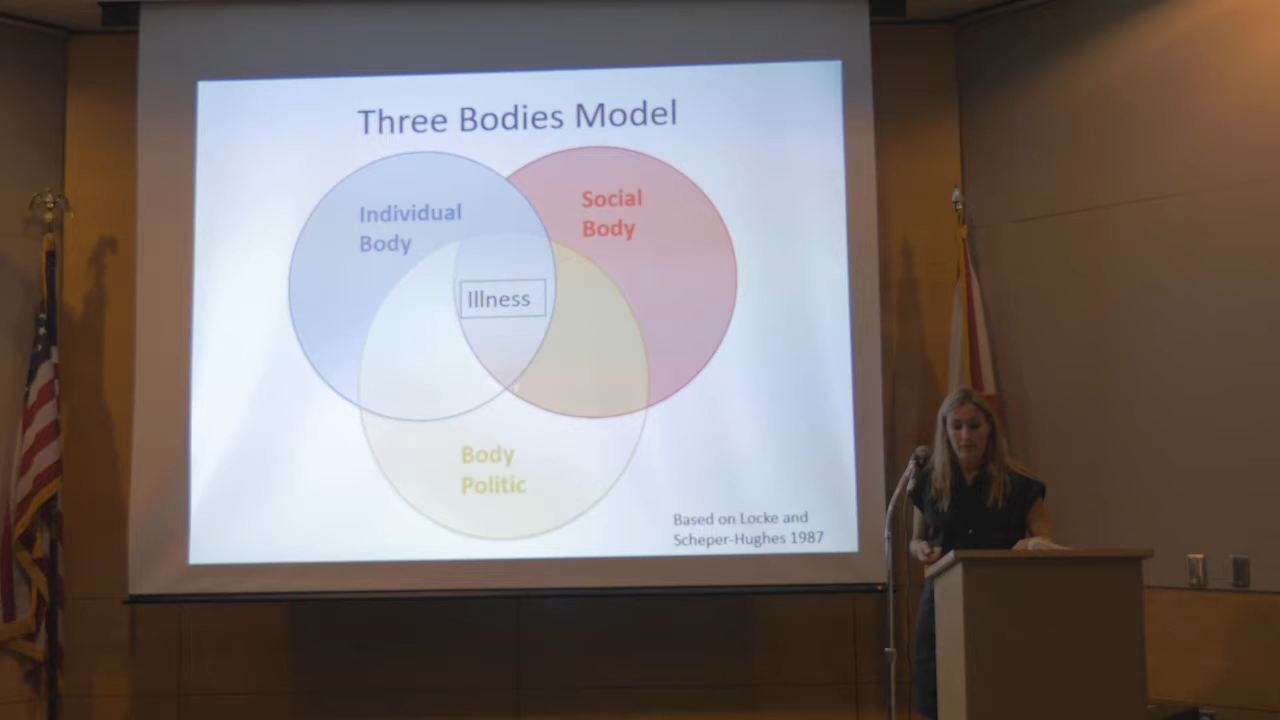 Three Bodies Model
Individual
Body
Social
Body
Illness
Body
Politic
Based on Locke and
Scheper-Hughes 1987